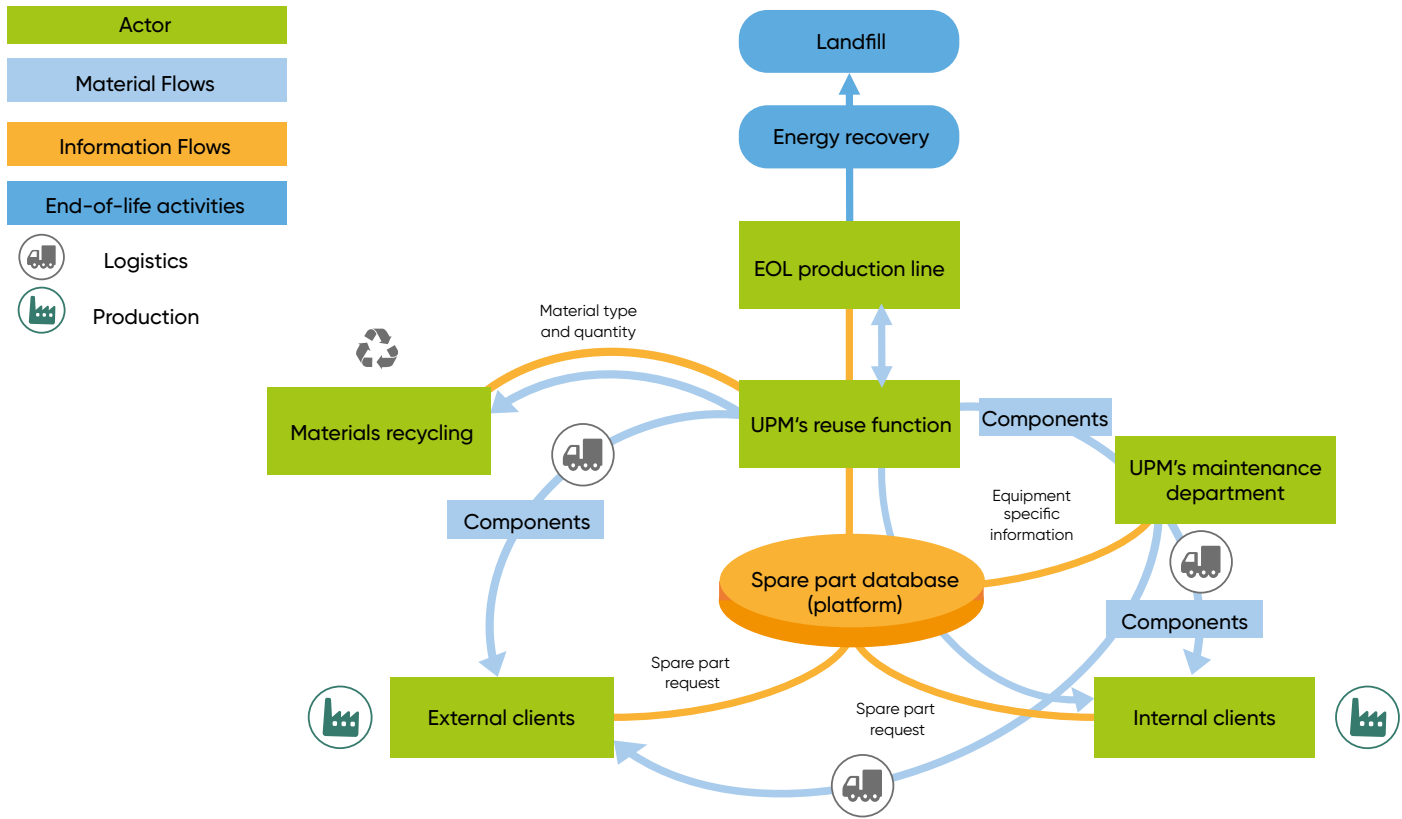 Actor
Material Flows
Information Flows
End-of-life activities
Logistics
Production
Landfill
Energy recovery
EOL production line
Material type
and quantity
Materials recycling
UPM's reuse function
Components
UPM's maintenance
department
Equipment
specific
information
Components
Spare part database
(platform)
Components
Spare part
request
External clients
Spare part
request
Internal clients